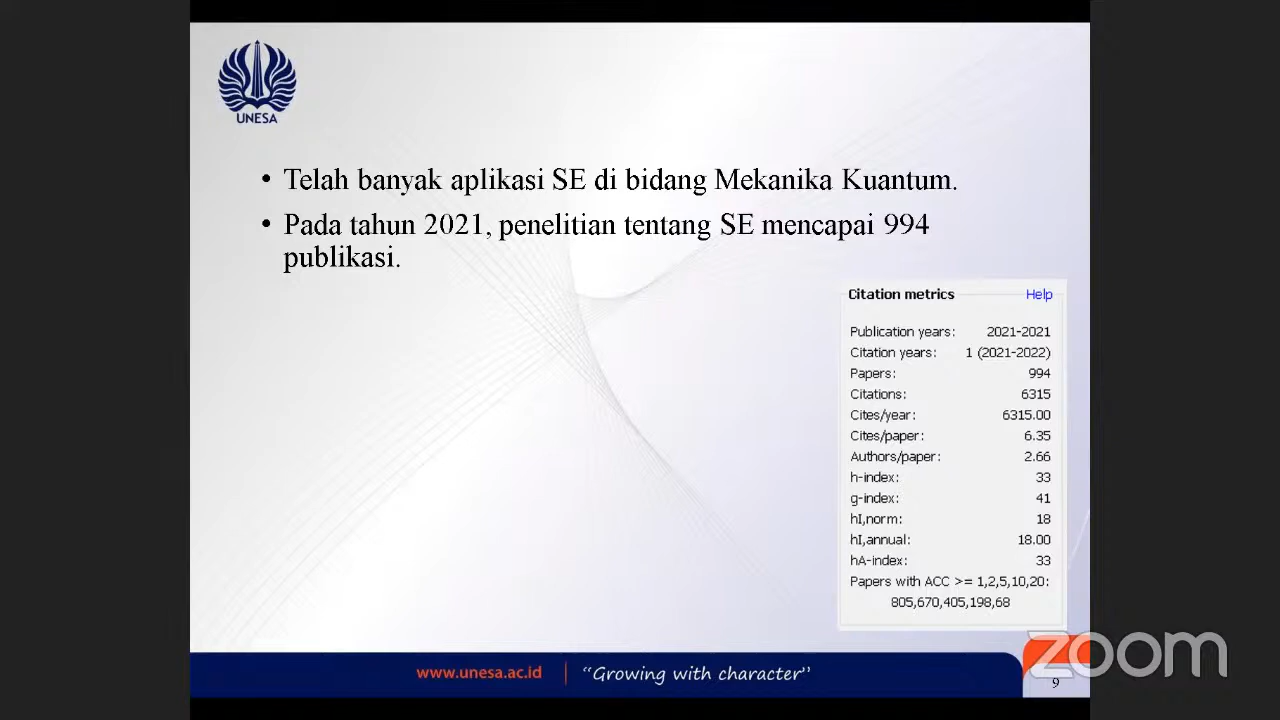 UNESA
• Telah banyak aplikasi SE di bidang Mekanika Kuantum.
• Pada tahun 2021, penelitian tentang SE mencapai 994
publikasi.
Citation metrics Help
Publication years: 2021-2021
Citation years: 1 (2021-2022)
Papers: 994
Citations: 6315
Cites/year: 6315.00
Cites/paper: 6.35
Authors/paper: 2.66
h-index: 33
g-index: 41
hI,norm: 18
hI,annual: 18.00
hA-index: 33
Papers with ACC >= 1,2,5,10,20:
805,670,405,198,68
www.unesa.ac.id | “Growing with character”
zoom
9